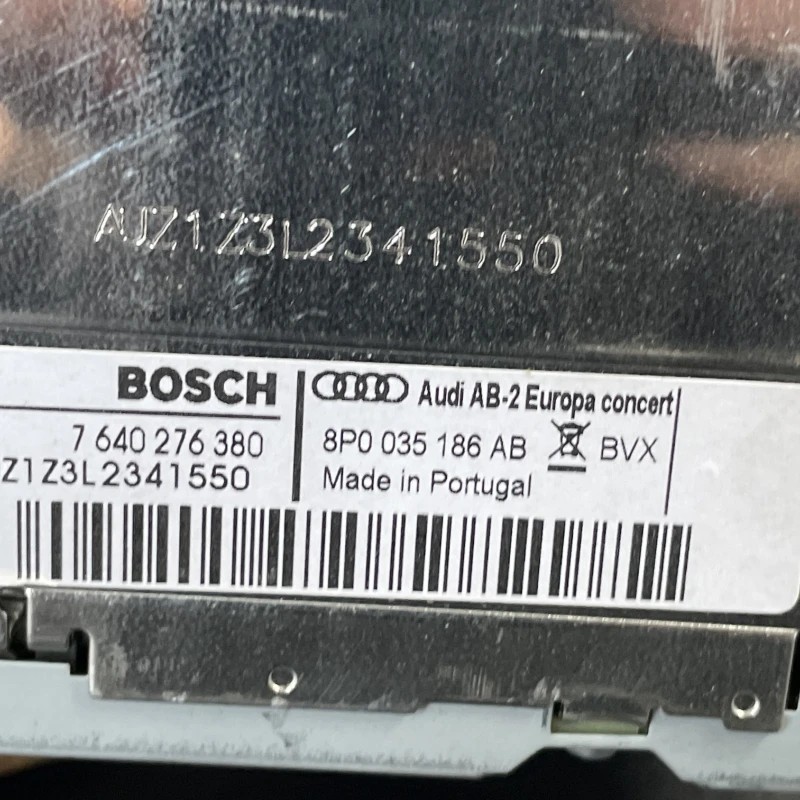 AUZ1Z3L2341550
BOSCH
7 640 276 380
Z1Z3L2341550
Audi AB-2 Europa concert
8P0 035 186 AB BVX
Made in Portugal